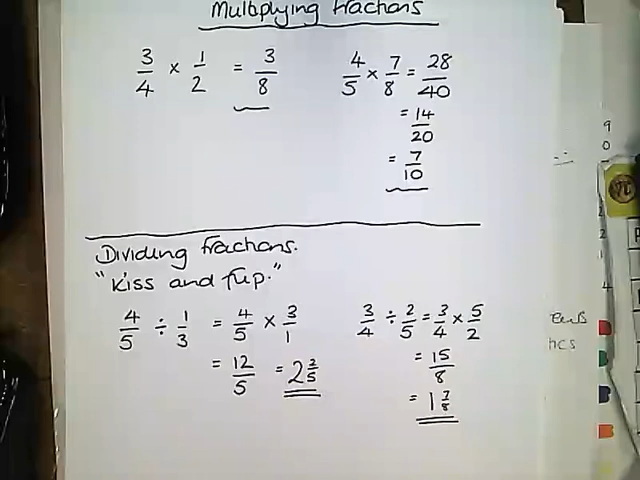 Multiplying fractions
3/4 × 1/2 = 3/8
4/5 × 7/8 = 28/40
= 14/20
= 7/10
Dividing fractions.
"Kiss and flip."
4/5 ÷ 1/3 = 4/5 × 3/1
= 12/5 = 2 2/5
3/4 ÷ 2/5 = 3/4 × 5/2
= 15/8
= 1 7/8